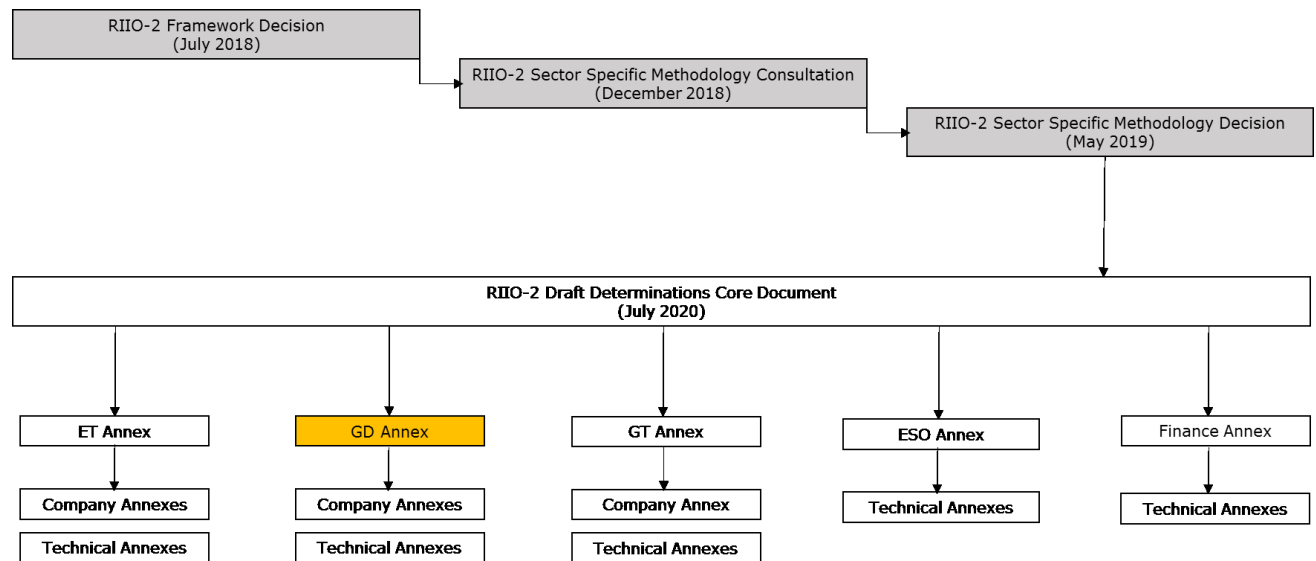 RIIO-2 Framework Decision
(July 2018)
RIIO-2 Sector Specific Methodology Consultation
(December 2018)
RIIO-2 Sector Specific Methodology Decision
(May 2019)
RIIO-2 Draft Determinations Core Document
(July 2020)
ET Annex
GD Annex
GT Annex
ESO Annex
Finance Annex
Company Annexes
Company Annexes
Company Annex
Technical Annexes
Technical Annexes
Technical Annexes
Technical Annexes
Technical Annexes